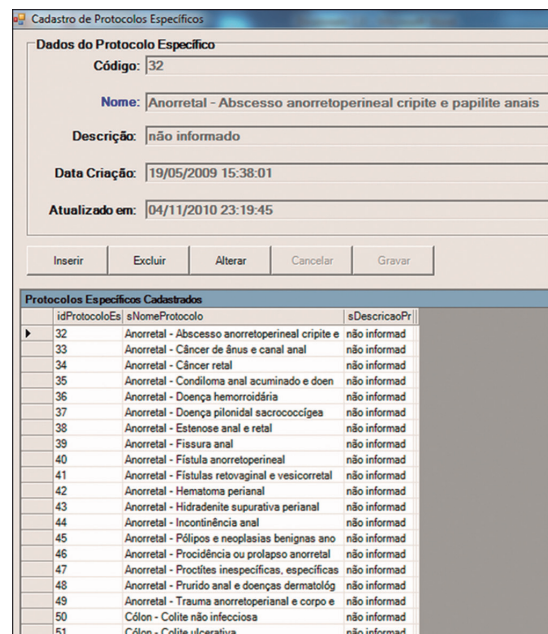 Cadastro de Protocolos Específicos
Dados do Protocolo Específico
Código: 32
Nome: Anorretal - Abscesso anorretoperineal cripite e papilite anais
Descrição: não informado
Data Criação: 19/05/2009 15:38:01
Atualizado em: 04/11/2010 23:19:45
Inserir Excluir Alterar Cancelar Gravar
Protocolos Específicos Cadastrados
idProtocoloEs sNomeProtocolo sDescricaoPr
32 Anorretal - Abscesso anorretoperineal cripite e não informad
33 Anorretal - Câncer de ânus e canal anal não informad
34 Anorretal - Câncer retal não informad
35 Anorretal - Condiloma anal acuminado e doen não informad
36 Anorretal - Doença hemorroidária não informad
37 Anorretal - Doença pilonidal sacrococcígea não informad
38 Anorretal - Estenose anal e retal não informad
39 Anorretal - Fissura anal não informad
40 Anorretal - Fístula anorretoperineal não informad
41 Anorretal - Fístulas retovaginal e vesicorretal não informad
42 Anorretal - Hematoma perianal não informad
43 Anorretal - Hidradenite supurativa perianal não informad
44 Anorretal - Incontinência anal não informad
45 Anorretal - Pólipos e neoplasias benignas ano não informad
46 Anorretal - Procidência ou prolapso anorretal não informad
47 Anorretal - Proctites inespecíficas, específicas não informad
48 Anorretal - Prurido anal e doenças dermatológ não informad
49 Anorretal - Trauma anorretoperianal e corpo e não informad
50 Cólon - Colite não infecciosa não informad
51 Cólon - Colite ulcerativa não informad